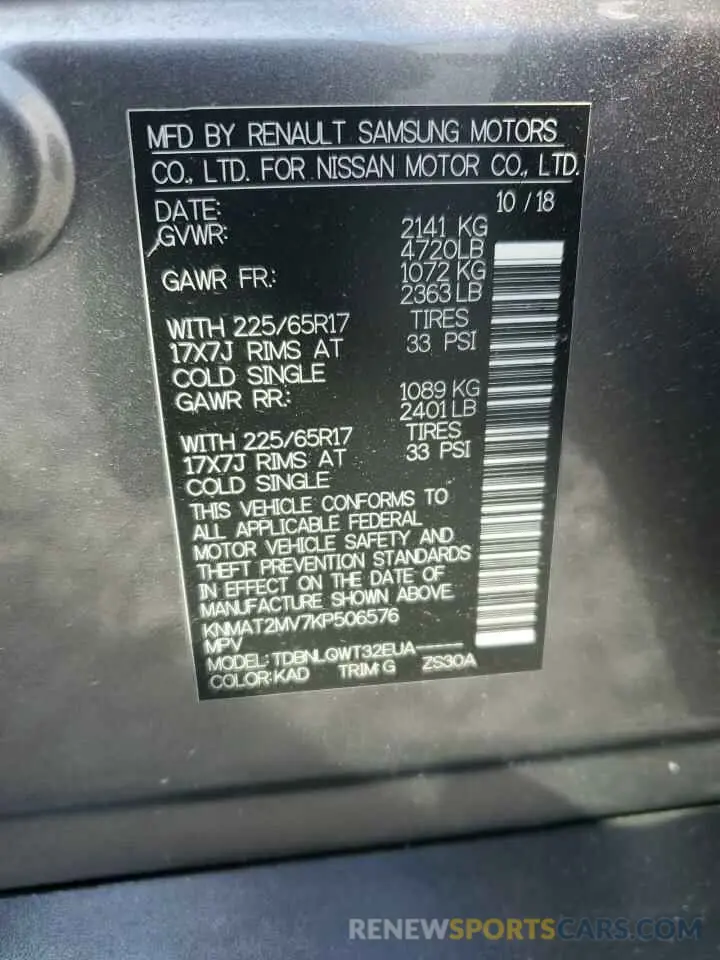 MFD BY RENAULT SAMSUNG MOTORS
CO., LTD. FOR NISSAN MOTOR CO., LTD.
DATE: 10 / 18
GVWR: 2141 KG
4720LB
GAWR FR: 1072 KG
2363 LB
WITH 225/65R17 TIRES
17X7J RIMS AT 33 PSI
COLD SINGLE
GAWR RR: 1089 KG
2401 LB
WITH 225/65R17 TIRES
17X7J RIMS AT 33 PSI
COLD SINGLE
THIS VEHICLE CONFORMS TO
ALL APPLICABLE FEDERAL
MOTOR VEHICLE SAFETY AND
THEFT PREVENTION STANDARDS
IN EFFECT ON THE DATE OF
MANUFACTURE SHOWN ABOVE.
KNMAT2MV7KP506576
MPV
MODEL: TDBNLQWT32EUA-----
COLOR: KAD TRIM: G ZS30A
RENEWSPORTSCARS.COM